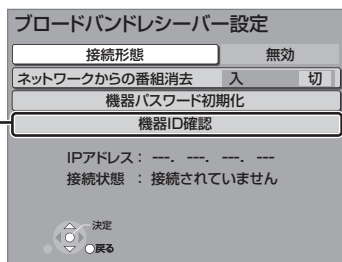 ブロードバンドレシーバー設定
接続形態 無効
ネットワークからの番組消去 入 切
機器パスワード初期化
機器ID確認
IPアドレス： ---. ---. ---. ---
接続状態 ： 接続されていません
決定
戻る